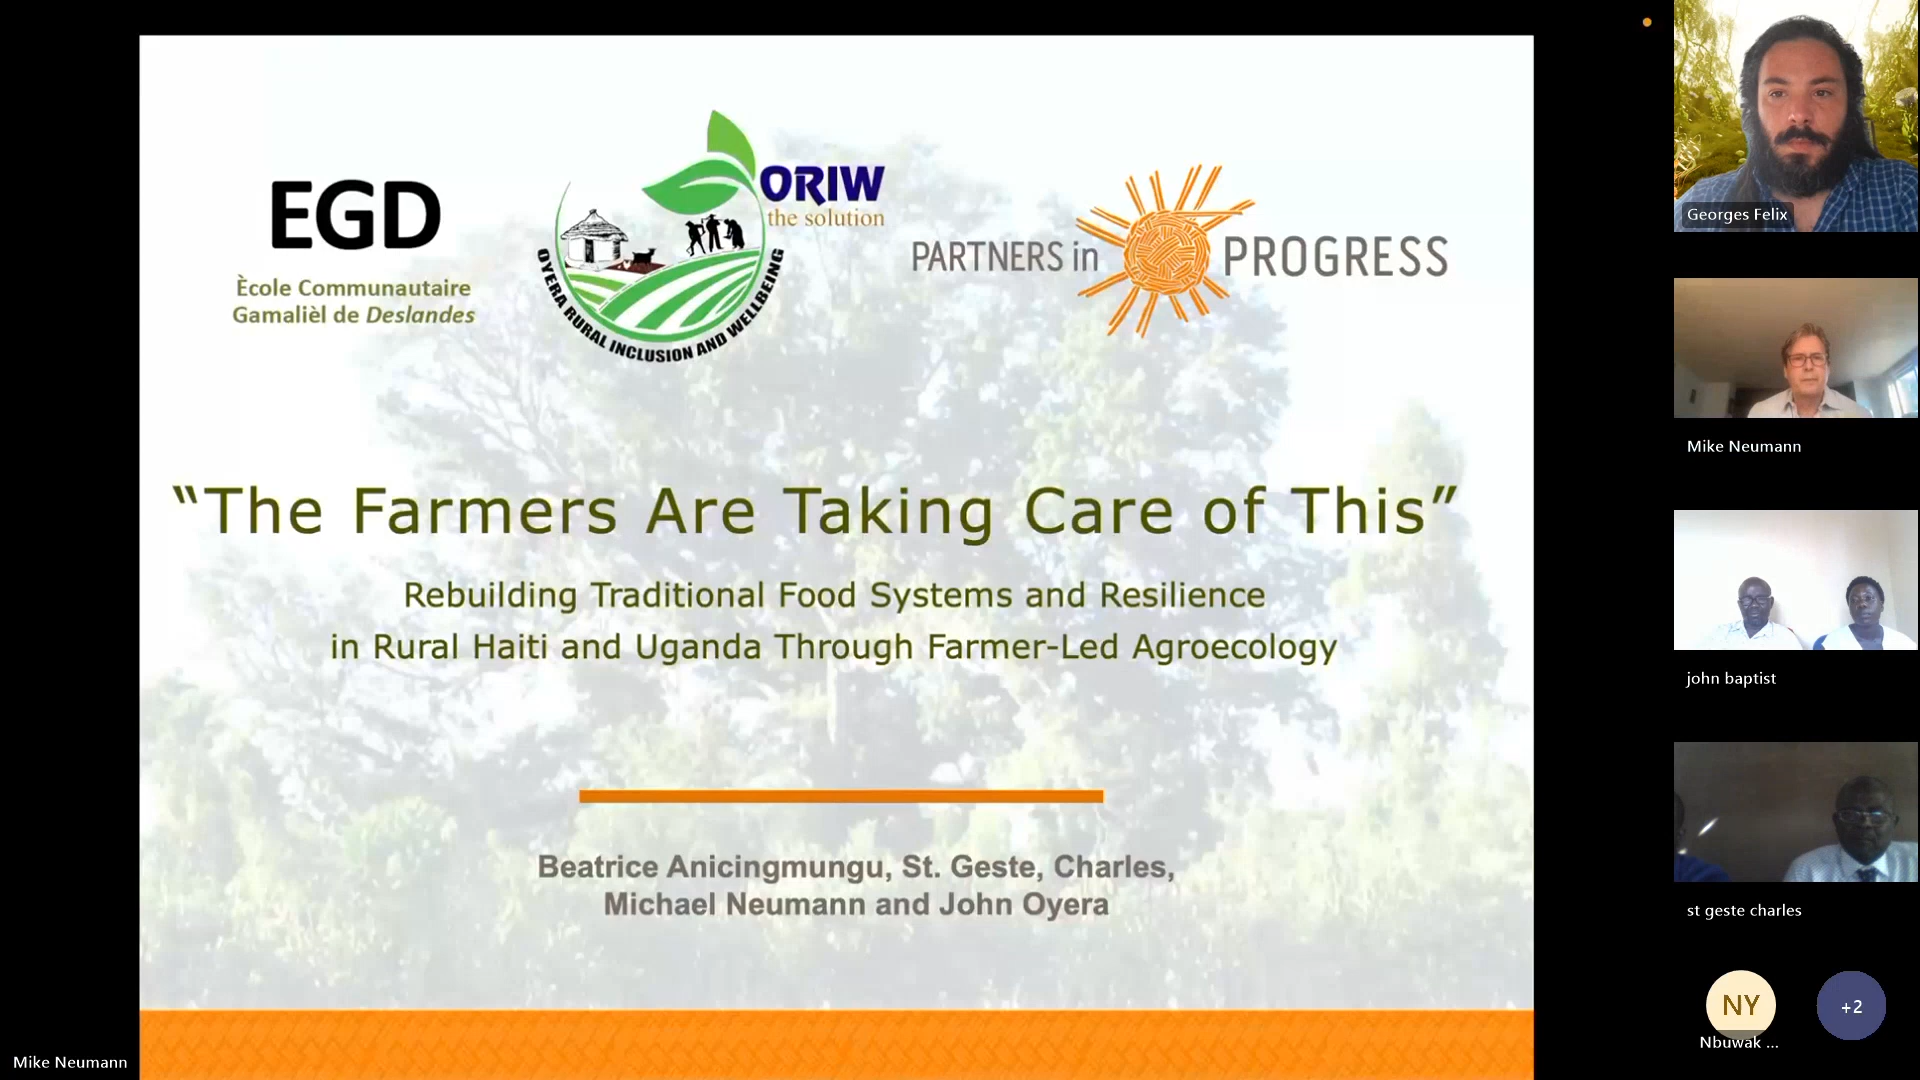 EGD
Ècole Communautaire
Gamalièl de Deslandes
ORIW
the solution
OYERA RURAL INCLUSION AND WELLBEING
PARTNERS in PROGRESS
“The Farmers Are Taking Care of This”
Rebuilding Traditional Food Systems and Resilience
in Rural Haiti and Uganda Through Farmer-Led Agroecology
Beatrice Anicingmungu, St. Geste, Charles,
Michael Neumann and John Oyera
Mike Neumann
Georges Felix
Mike Neumann
john baptist
st geste charles
NY
Nbuwak ...
+2